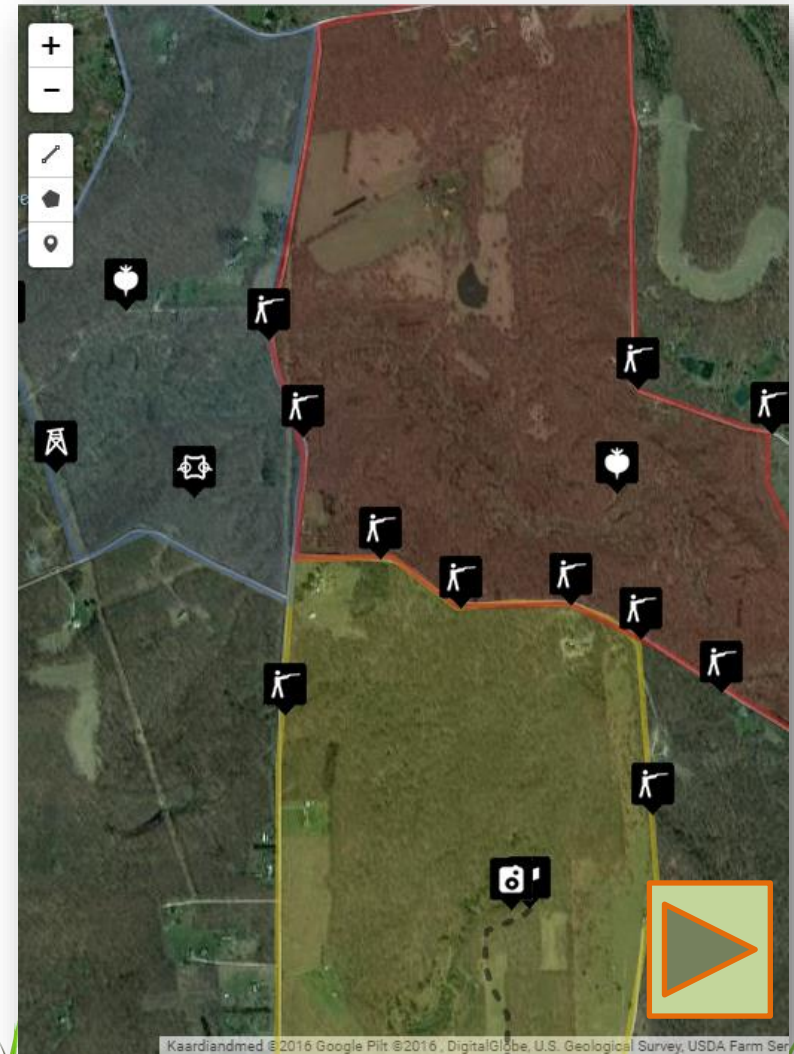 +
−
Kaardiandmed ©2016 Google Pilt ©2016 , DigitalGlobe, U.S. Geological Survey, USDA Farm Ser